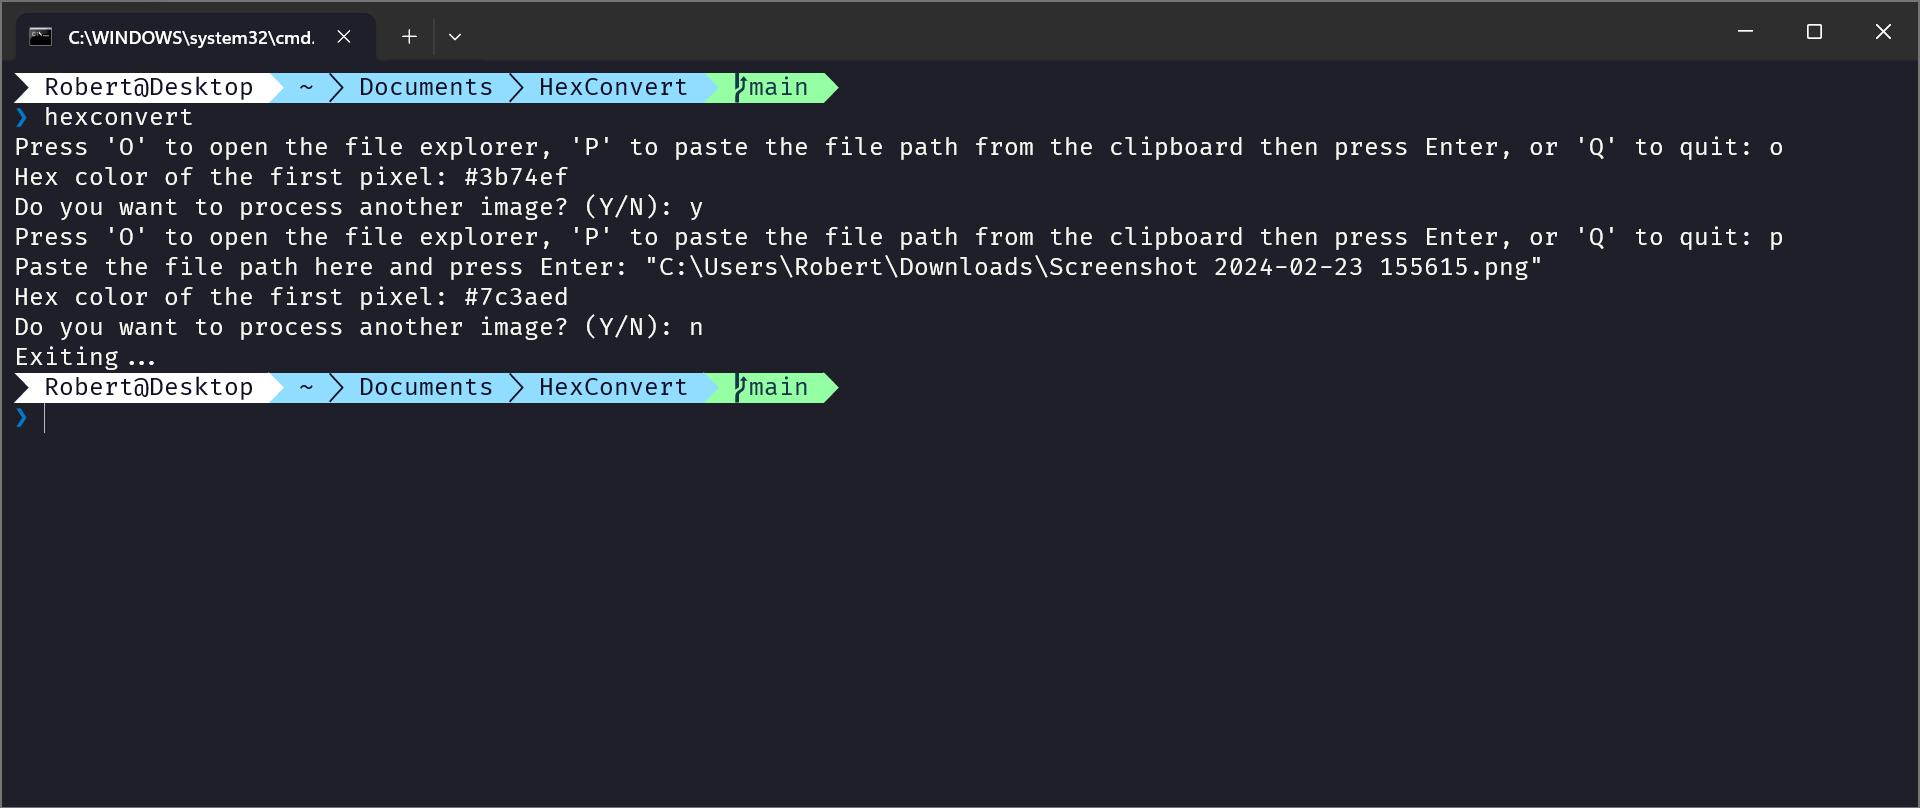 C:\WINDOWS\system32\cmd.
Robert@Desktop ~ Documents HexConvert main
❯ hexconvert
Press 'O' to open the file explorer, 'P' to paste the file path from the clipboard then press Enter, or 'Q' to quit: o
Hex color of the first pixel: #3b74ef
Do you want to process another image? (Y/N): y
Press 'O' to open the file explorer, 'P' to paste the file path from the clipboard then press Enter, or 'Q' to quit: p
Paste the file path here and press Enter: "C:\Users\Robert\Downloads\Screenshot 2024-02-23 155615.png"
Hex color of the first pixel: #7c3aed
Do you want to process another image? (Y/N): n
Exiting...
Robert@Desktop ~ Documents HexConvert main
❯